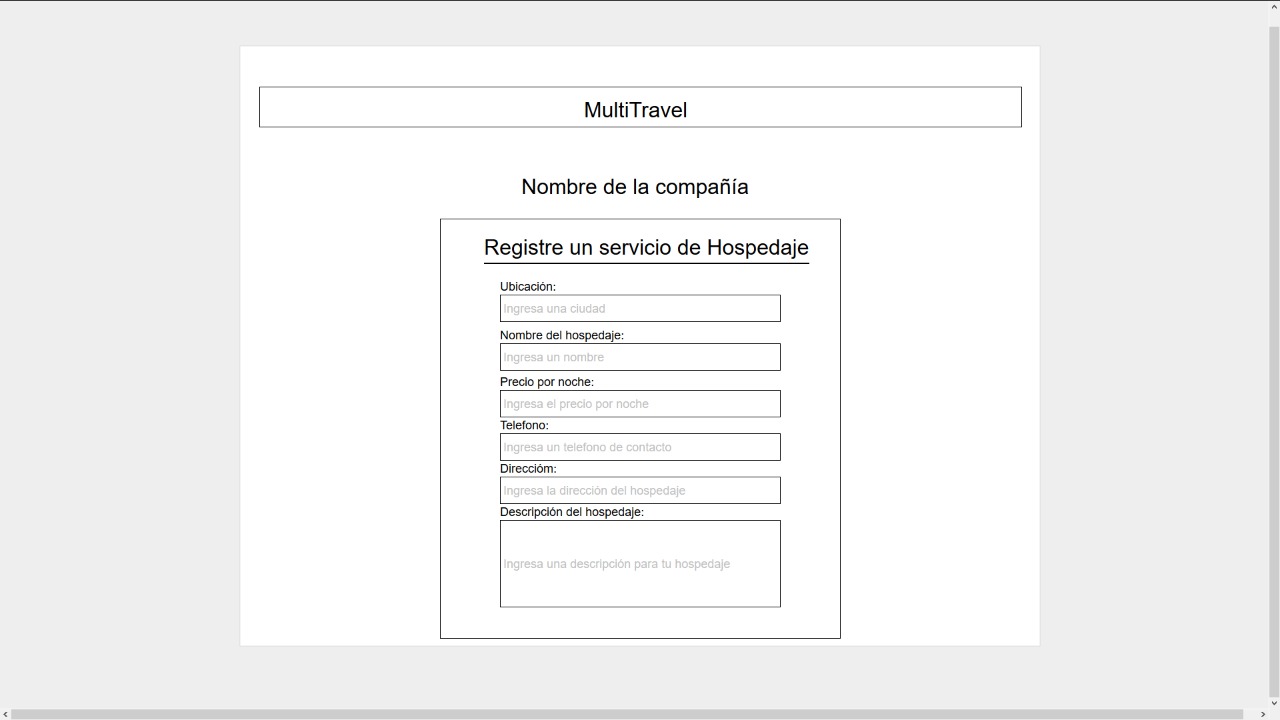 MultiTravel
Nombre de la compañía
Registre un servicio de Hospedaje
Ubicación:
Ingresa una ciudad
Nombre del hospedaje:
Ingresa un nombre
Precio por noche:
Ingresa el precio por noche
Telefono:
Ingresa un telefono de contacto
Direccióm:
Ingresa la dirección del hospedaje
Descripción del hospedaje:
Ingresa una descripción para tu hospedaje